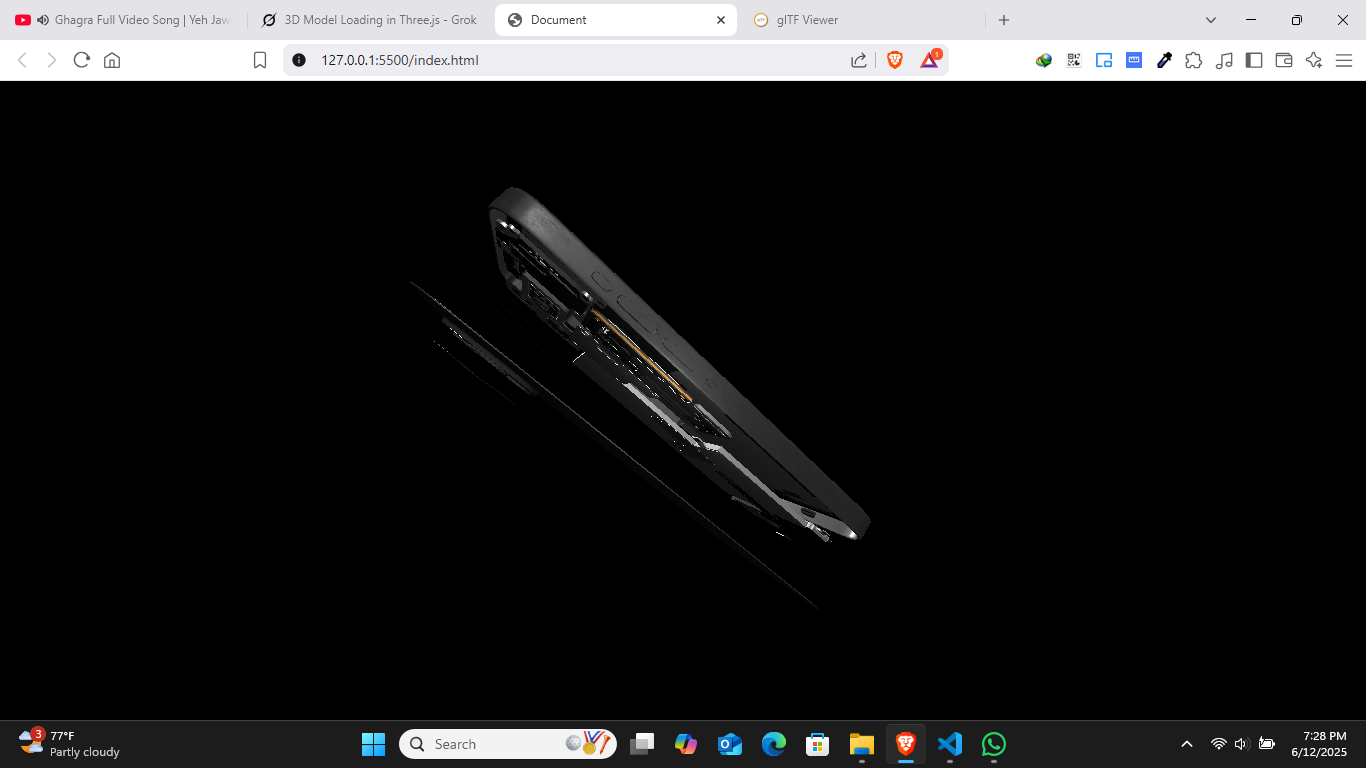 Ghagra Full Video Song | Yeh Jaw
3D Model Loading in Three.js - Grok
Document
glTF Viewer
127.0.0.1:5500/index.html
1
3
77°F
Partly cloudy
Search
7:28 PM
6/12/2025